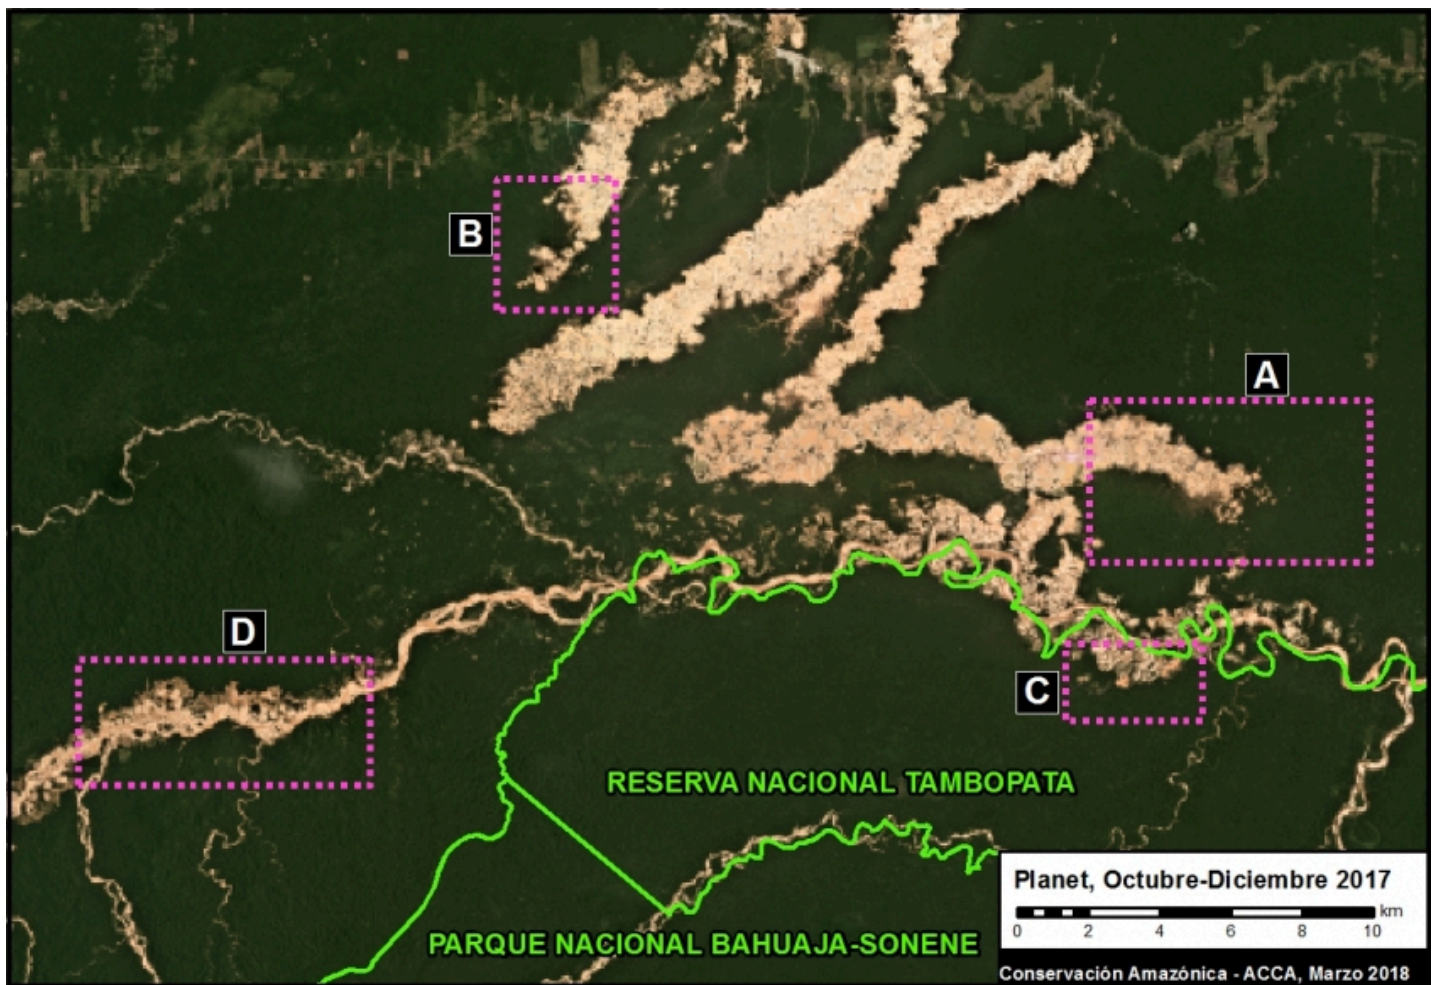 B
A
D
C
RESERVA NACIONAL TAMBOPATA
PARQUE NACIONAL BAHUAJA-SONENE
Planet, Octubre-Diciembre 2017
km
0 2 4 6 8 10
Conservación Amazónica - ACCA, Marzo 2018